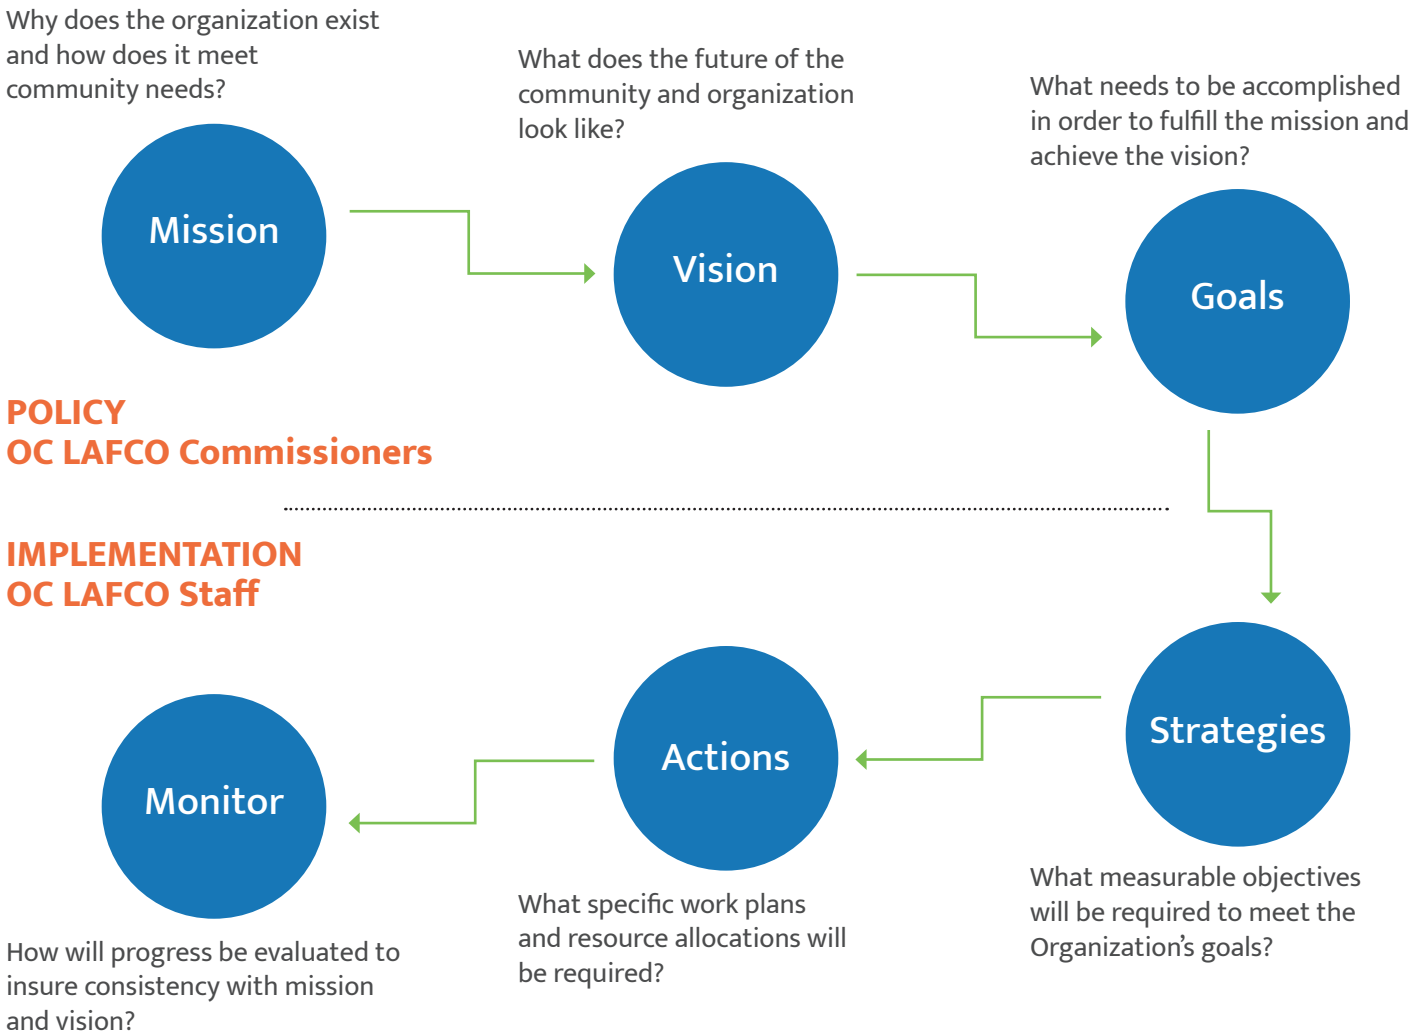 Why does the organization exist
and how does it meet
community needs?
Mission
What does the future of the
community and organization
look like?
Vision
What needs to be accomplished
in order to fulfill the mission and
achieve the vision?
Goals
POLICY
OC LAFCO Commissioners
IMPLEMENTATION
OC LAFCO Staff
Strategies
What measurable objectives
will be required to meet the
Organization's goals?
Actions
What specific work plans
and resource allocations will
be required?
Monitor
How will progress be evaluated to
insure consistency with mission
and vision?